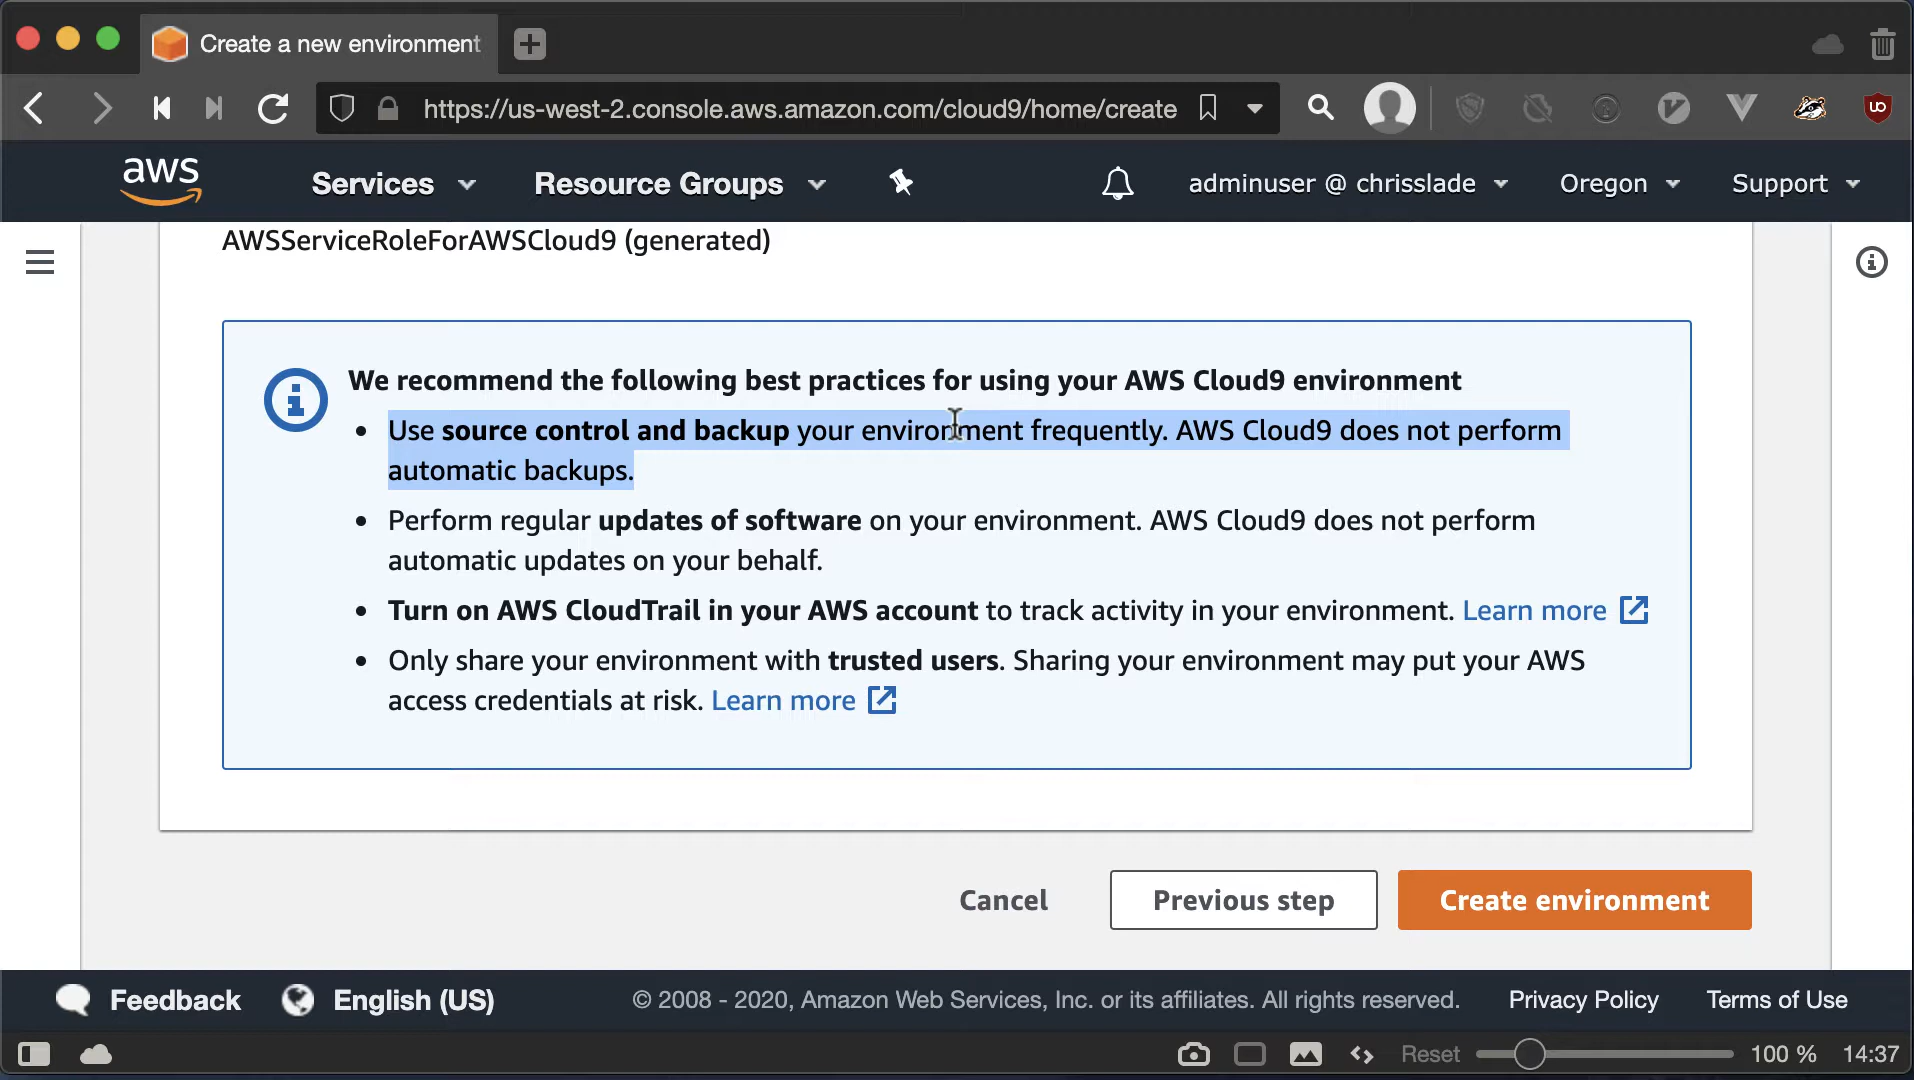 Create a new environment
https://us-west-2.console.aws.amazon.com/cloud9/home/create
aws Services Resource Groups adminuser @ chrisslade Oregon Support
AWSServiceRoleForAWSCloud9 (generated)
We recommend the following best practices for using your AWS Cloud9 environment
• Use source control and backup your environment frequently. AWS Cloud9 does not perform
automatic backups.
• Perform regular updates of software on your environment. AWS Cloud9 does not perform
automatic updates on your behalf.
• Turn on AWS CloudTrail in your AWS account to track activity in your environment. Learn more
• Only share your environment with trusted users. Sharing your environment may put your AWS
access credentials at risk. Learn more
Cancel Previous step Create environment
Feedback English (US) © 2008 - 2020, Amazon Web Services, Inc. or its affiliates. All rights reserved. Privacy Policy Terms of Use
Reset 100 % 14:37